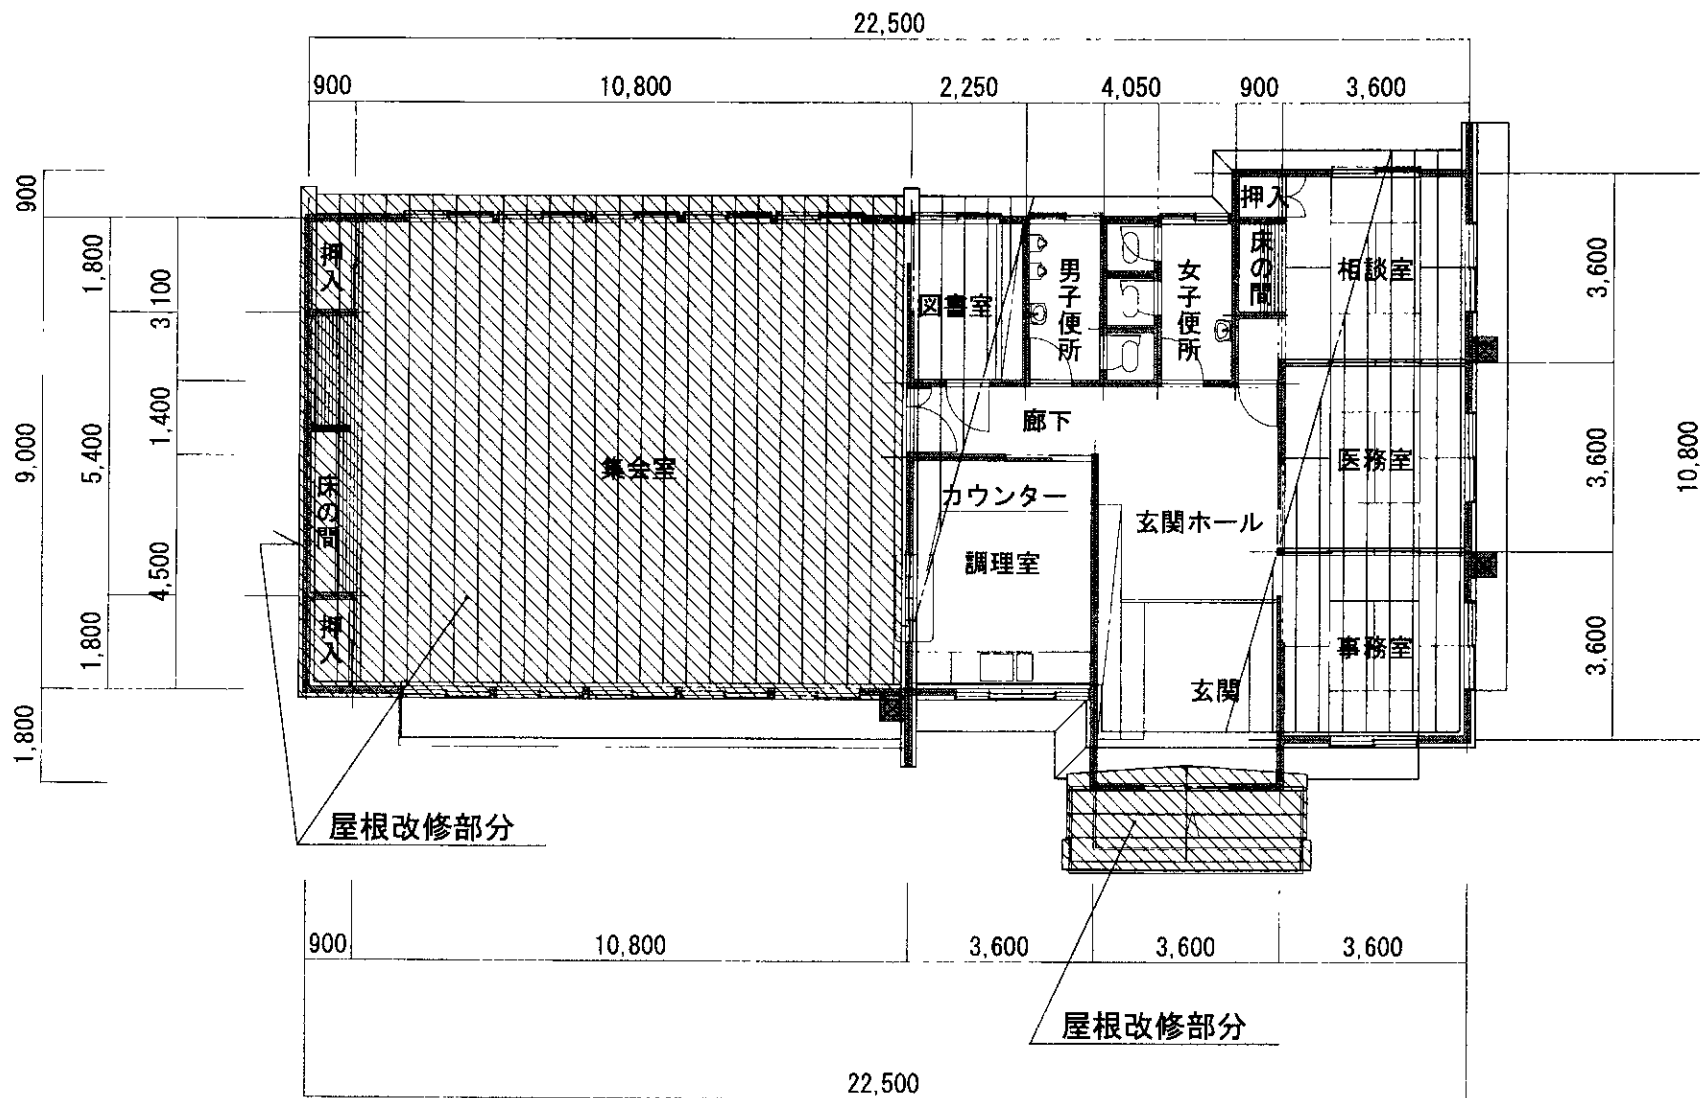 22,500
900
10,800
2,250
4,050
900
3,600
900
9,000
1,800
1,800
5,400
1,800
3,100
1,400
4,500
押入
床の間
押入
集会室
図書室
男子便所
女子便所
押入
床の間
相談室
廊下
カウンター
調理室
玄関ホール
医務室
事務室
玄関
3,600
3,600
3,600
10,800
屋根改修部分
屋根改修部分
900
10,800
3,600
3,600
3,600
22,500